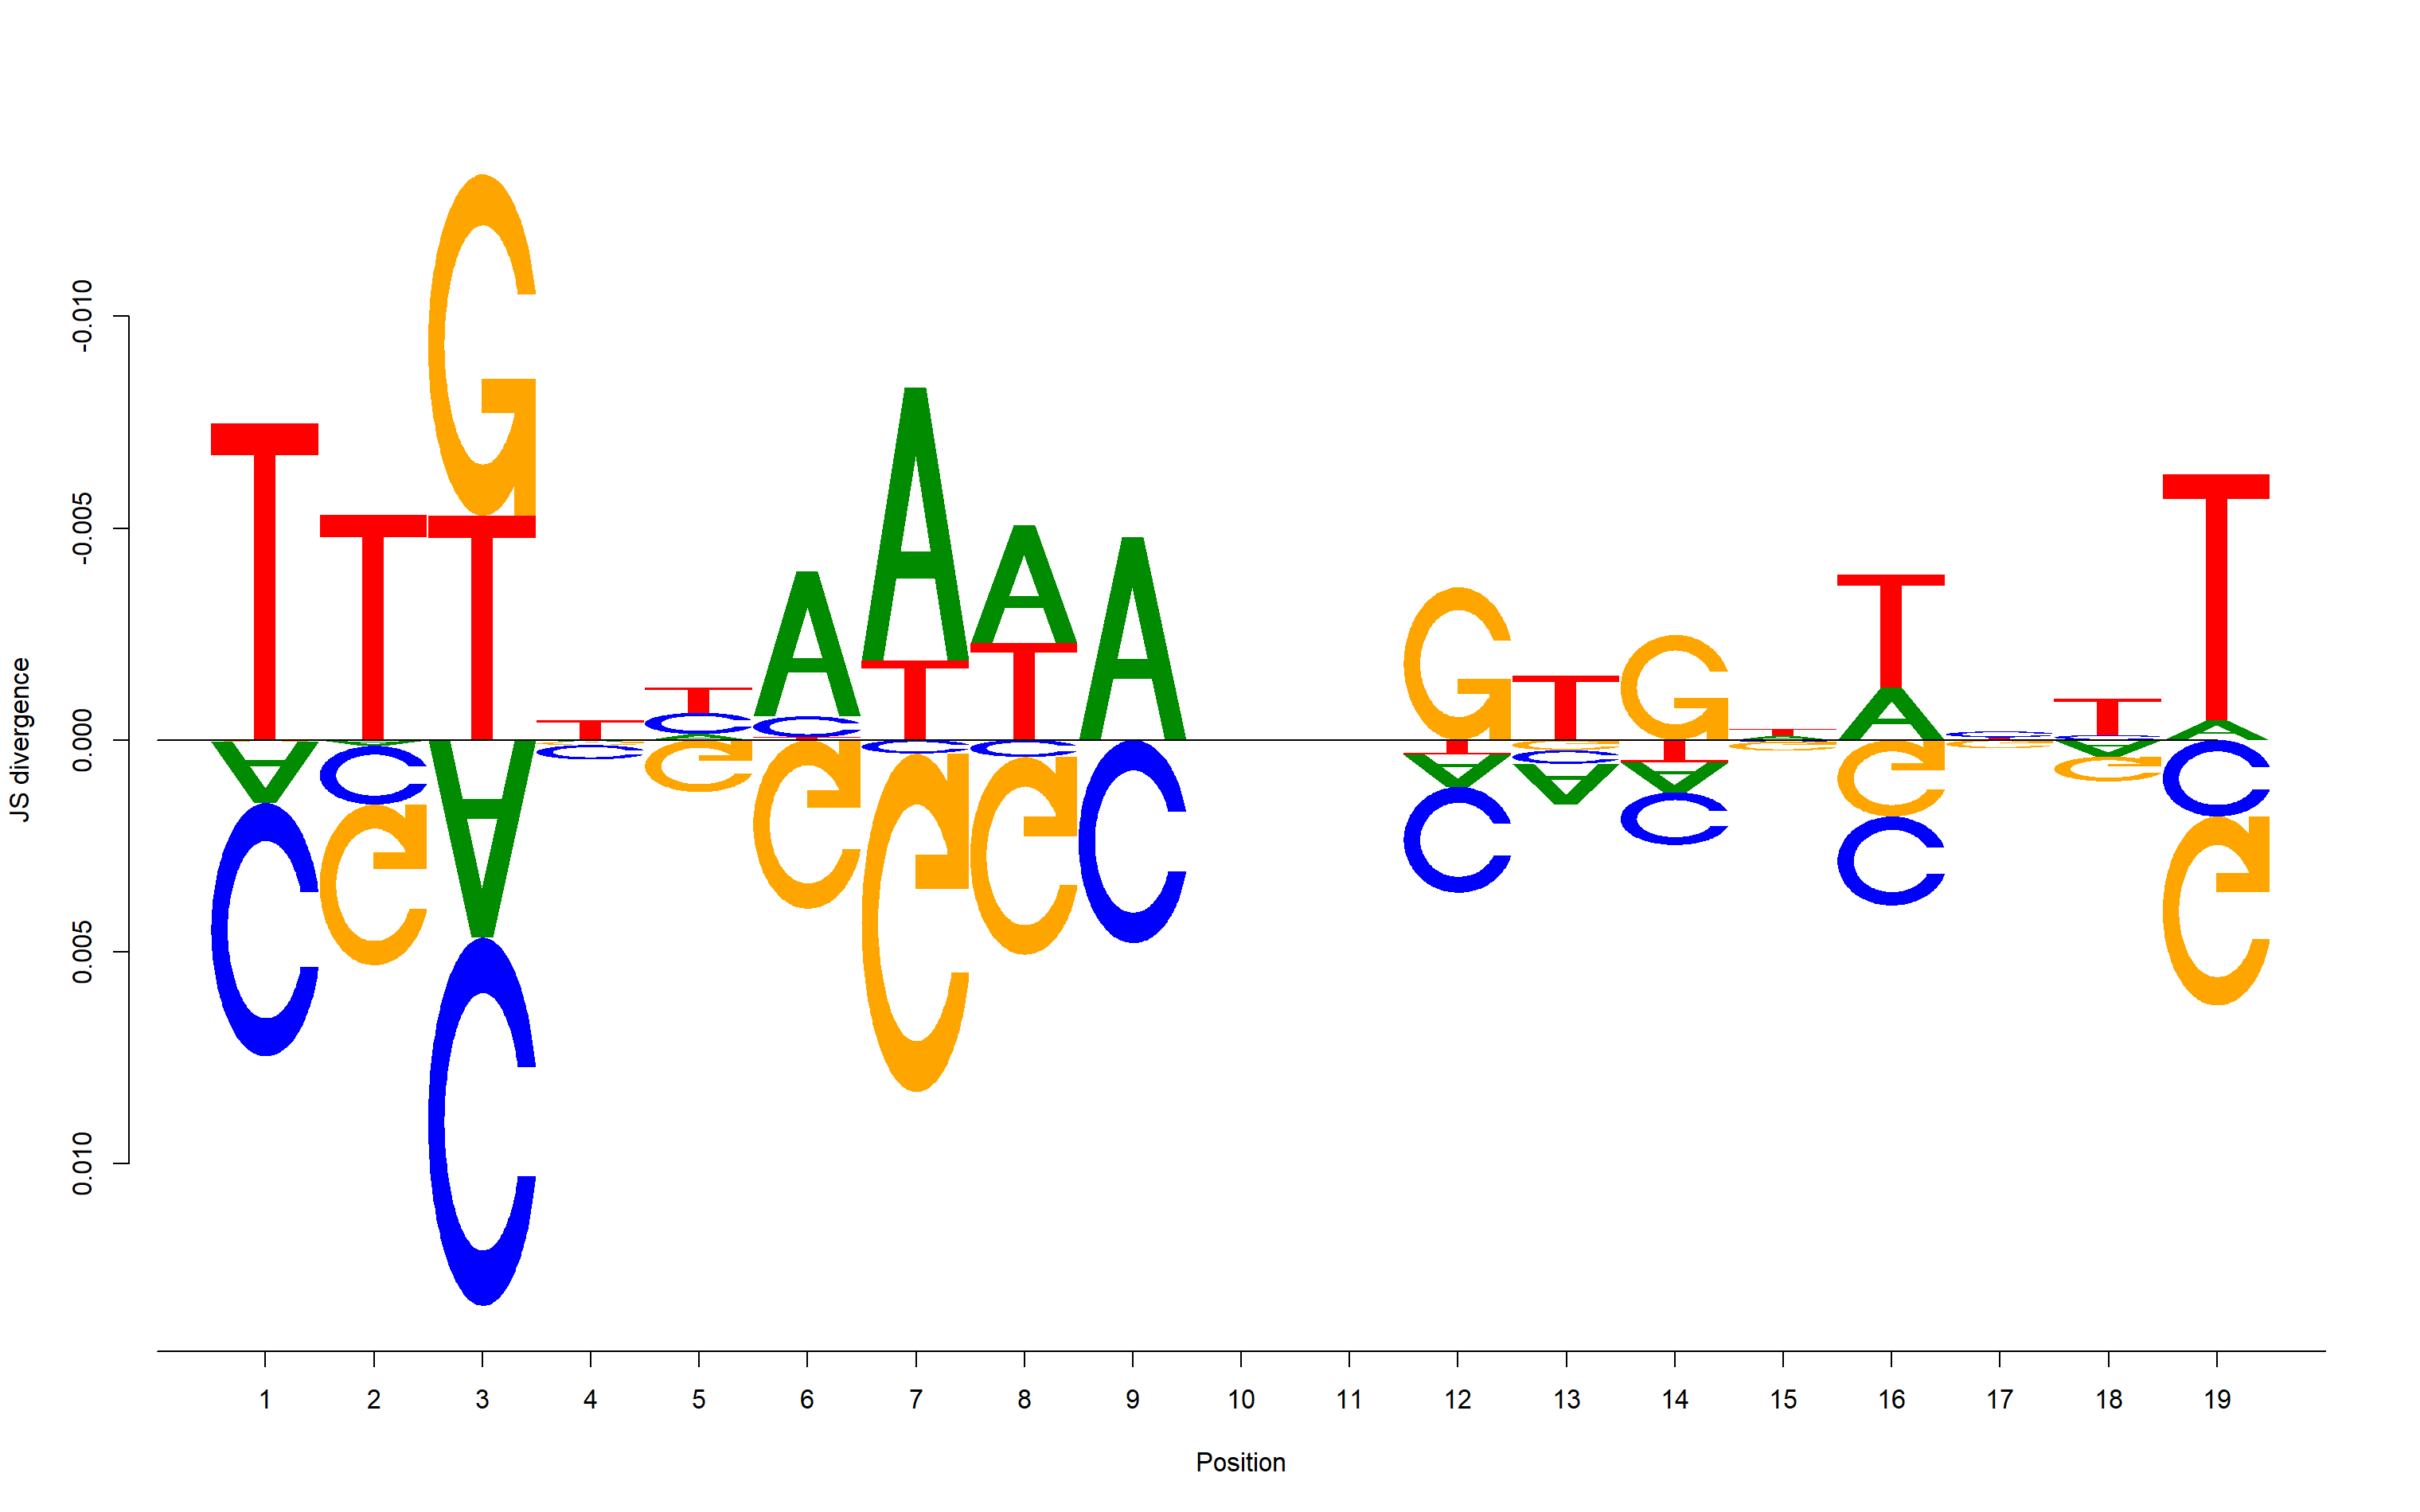 JS divergence
-0.010
-0.005
0.000
0.005
0.010
G
T T T T T A A A A G T G T T C T T
C C T T A A C C A
A A A C G G C C C T G T G G G A C
C C C C A C A C G C
C G G G C C C G
1 2 3 4 5 6 7 8 9 10 11 12 13 14 15 16 17 18 19
Position